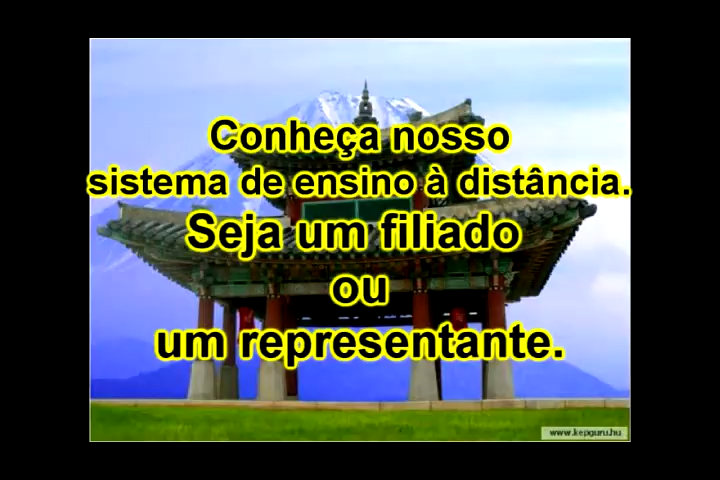 Conheça nosso
sistema de ensino à distância.
Seja um filiado
ou
um representante.
www.kepguru.hu